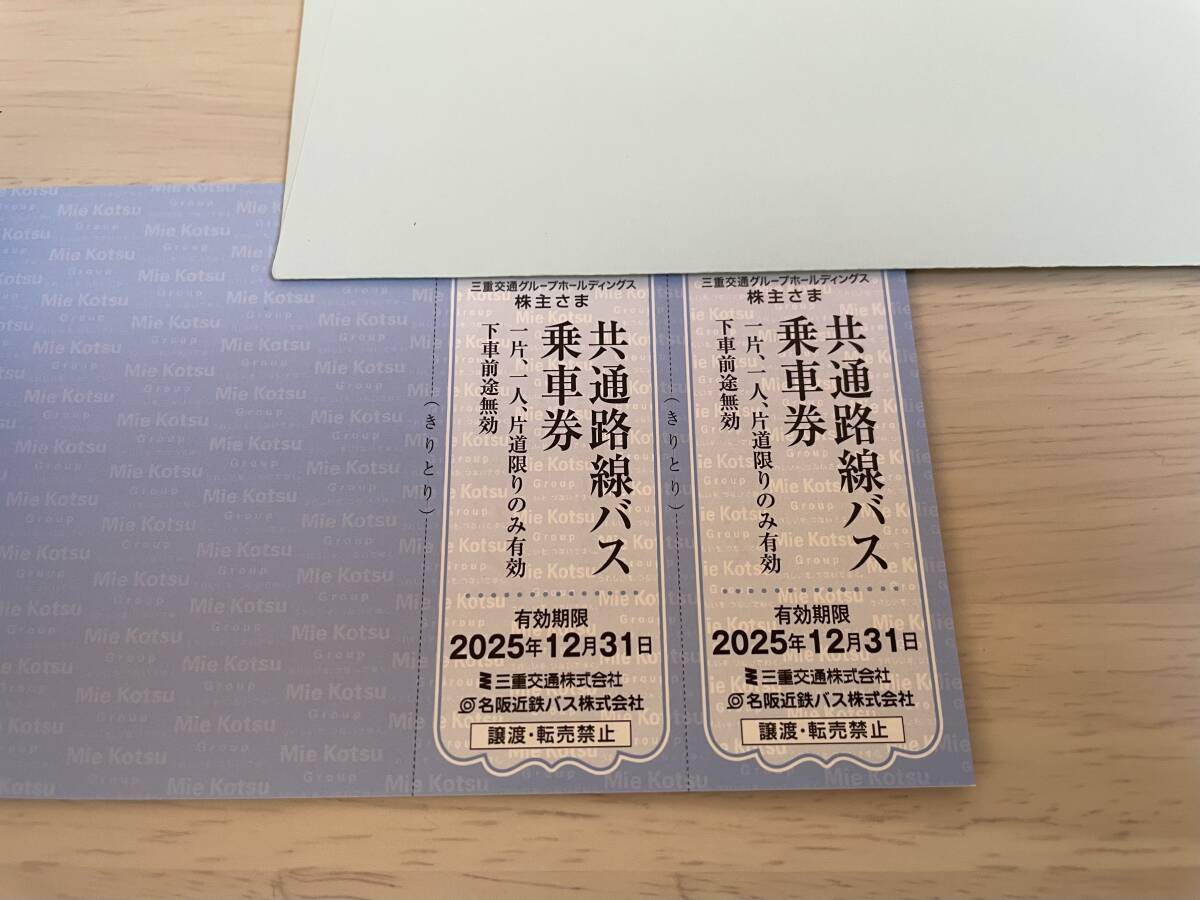 三重交通グループホールディングス
株主さま
共通路線バス
乗車券
一片、一人、片道限りのみ有効
下車前途無効
有効期限
2025年12月31日
三重交通株式会社
名阪近鉄バス株式会社
譲渡・転売禁止
(きりとり)
三重交通グループホールディングス
株主さま
共通路線バス
乗車券
一片、一人、片道限りのみ有効
下車前途無効
有効期限
2025年12月31日
三重交通株式会社
名阪近鉄バス株式会社
譲渡・転売禁止
(きりとり)
Mie Kotsu
Group